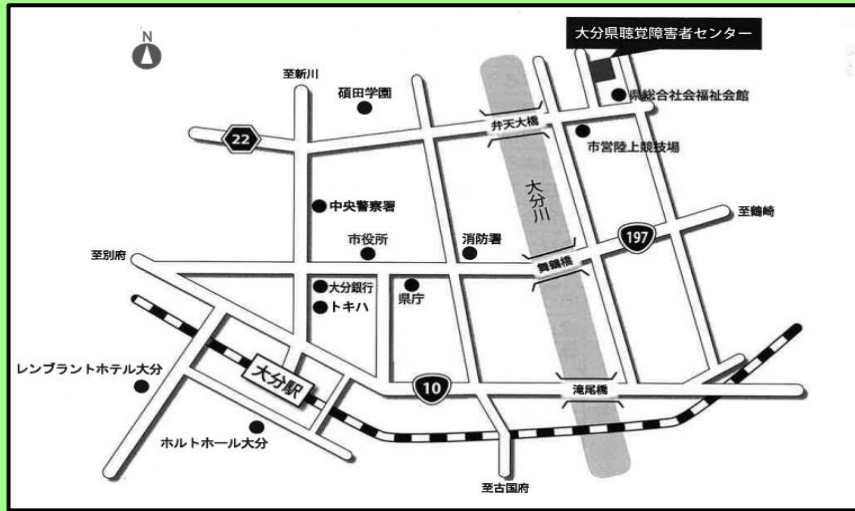 N
大分県聴覚障害者センター
至新川
碩田学園
県総合社会福祉会館
22
弁天大橋
市営陸上競技場
大分川
中央警察署
至鶴崎
197
市役所
消防署
至別府
舞鶴橋
大分銀行
県庁
トキハ
レンブラントホテル大分
大分駅
10
滝尾橋
ホルトホール大分
至古国府